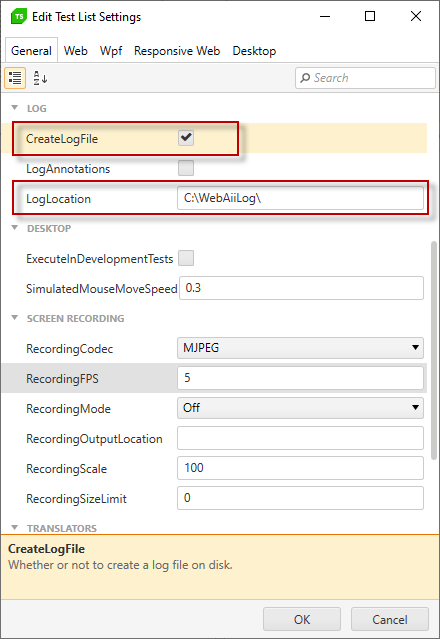 TS Edit Test List Settings
General Web Wpf Responsive Web Desktop
A Z Search
LOG
CreateLogFile
LogAnnotations
LogLocation C:\WebAiiLog\
DESKTOP
ExecuteInDevelopmentTests
SimulatedMouseMoveSpeed 0.3
SCREEN RECORDING
RecordingCodec MJPEG
RecordingFPS 5
RecordingMode Off
RecordingOutputLocation
RecordingScale 100
RecordingSizeLimit 0
TRANSLATORS
CreateLogFile
Whether or not to create a log file on disk.
OK Cancel